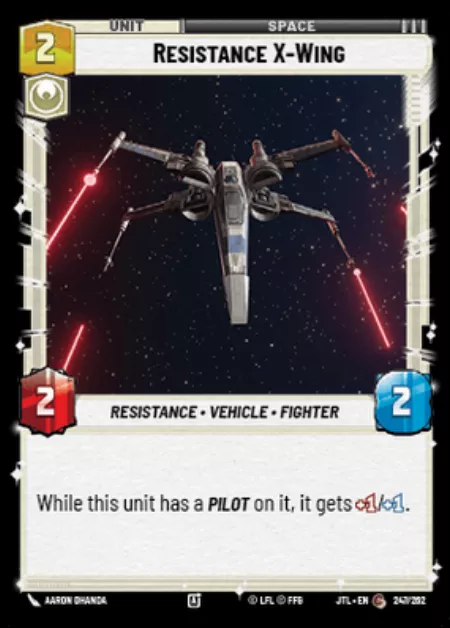 UNIT
SPACE
2
RESISTANCE X-WING
2
2
RESISTANCE • VEHICLE • FIGHTER
While this unit has a PILOT on it, it gets +1/+1.
AARON DHANDA
A
© LFL © FFG
JTL • EN
C
247/262